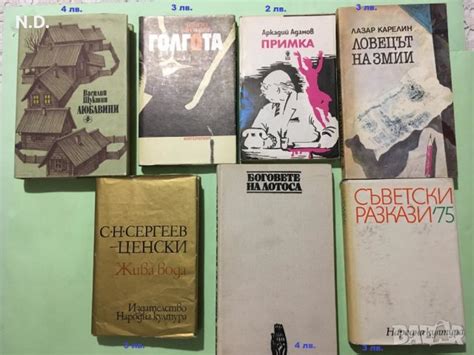 N.D.
4 лв.
3 лв.
2 лв.
3 лв.
Василий
Шукшин
ЛЮБАВИНИ
ГОЛГОТА
Аркадий Адамов
ПРИМКА
ЛАЗАР КАРЕЛИН
ЛОВЕЦЪТ
НА ЗМИИ
С·Н·СЕРГЕЕВ
-ЦЕНСКИ
Жива вода
Издателство
Народна култура
лв.
БОГОВЕТЕ
НА ЛОТОСА
4 лв.
СЪВЕТСКИ
РАЗКАЗИ'75
Народна култура
3 лв.